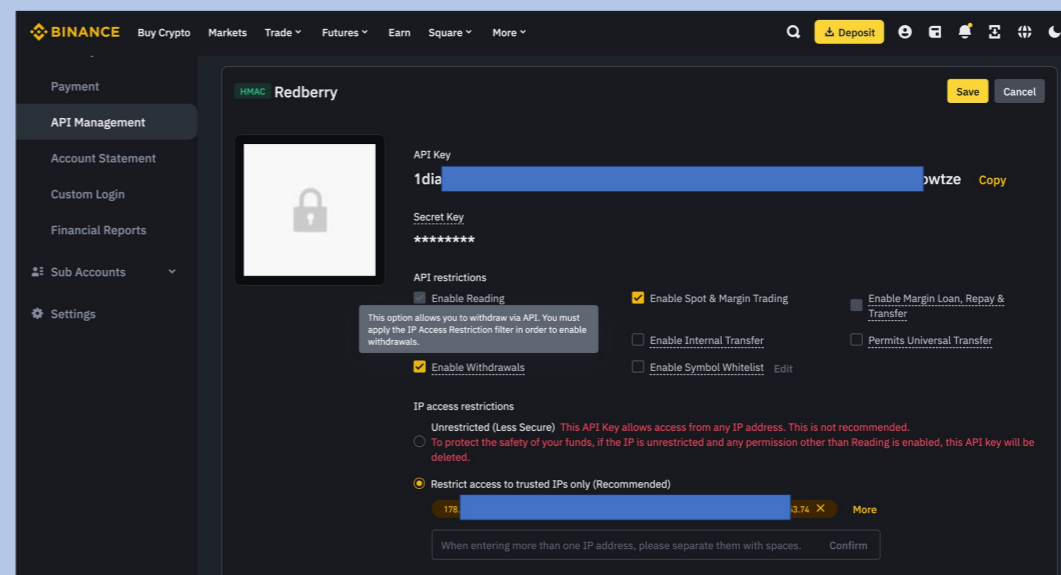 BINANCE Buy Crypto Markets Trade Futures Earn Square More Deposit
Payment
API Management
Account Statement
Custom Login
Financial Reports
Sub Accounts
Settings
HMAC Redberry
Save Cancel
API Key
1dia
owtze Copy
Secret Key
********
API restrictions
Enable Reading
Enable Spot & Margin Trading
Enable Margin Loan, Repay &
Transfer
This option allows you to withdraw via API. You must
apply the IP Access Restriction filter in order to enable
withdrawals.
Enable Internal Transfer
Permits Universal Transfer
Enable Withdrawals
Enable Symbol Whitelist Edit
IP access restrictions
Unrestricted (Less Secure) This API Key allows access from any IP address. This is not recommended.
To protect the safety of your funds, if the IP is unrestricted and any permission other than Reading is enabled, this API key will be
deleted.
Restrict access to trusted IPs only (Recommended)
178.
3.74 X More
When entering more than one IP address, please separate them with spaces. Confirm